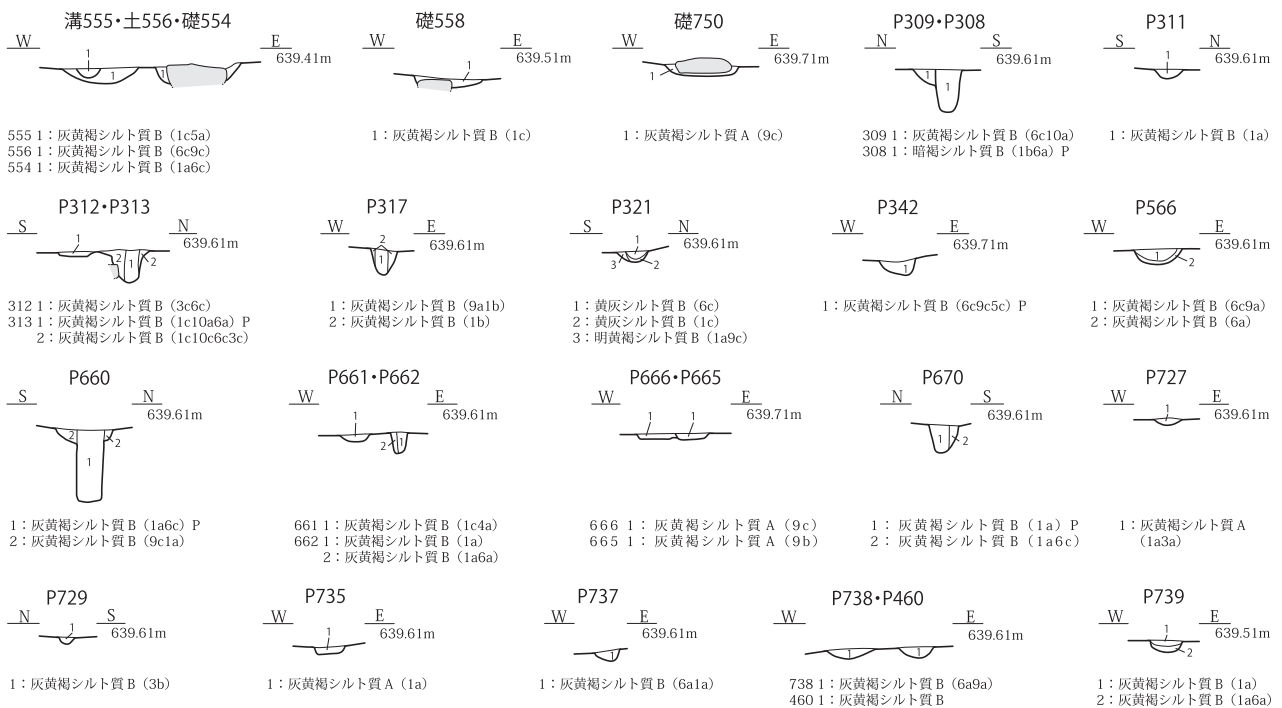 溝555・土556・礎554
W E
639.41m
1
1
1
555 1：灰黄褐シルト質B（1c5a）
556 1：灰黄褐シルト質B（6c9c）
554 1：灰黄褐シルト質B（1a6c）
礎558
W E
639.51m
1
1：灰黄褐シルト質B（1c）
礎750
W E
639.71m
1
1：灰黄褐シルト質A（9c）
P309・P308
N S
639.61m
1
1
309 1：灰黄褐シルト質B（6c10a）
308 1：暗褐シルト質B（1b6a）P
P311
S N
639.61m
1
1：灰黄褐シルト質B（1a）
P312・P313
S N
639.61m
1
2 1 2
312 1：灰黄褐シルト質B（3c6c）
313 1：灰黄褐シルト質B（1c10a6a）P
2：灰黄褐シルト質B（1c10c6c3c）
P317
W E
639.61m
2
1
1：灰黄褐シルト質B（9a1b）
2：灰黄褐シルト質B（1b）
P321
S N
639.61m
1
3 2
1：黄灰シルト質B（6c）
2：黄灰シルト質B（1c）
3：明黄褐シルト質B（1a9c）
P342
W E
639.71m
1
1：灰黄褐シルト質B（6c9c5c）P
P566
W E
639.61m
1
2
1：灰黄褐シルト質B（6c9a）
2：灰黄褐シルト質B（6a）
P660
S N
639.61m
2 2
1
1：灰黄褐シルト質B（1a6c）P
2：灰黄褐シルト質B（9c1a）
P661・P662
W E
639.61m
1
2 1
661 1：灰黄褐シルト質B（1c4a）
662 1：灰黄褐シルト質B（1a）
2：灰黄褐シルト質B（1a6a）
P666・P665
W E
639.71m
1 1
666 1：灰黄褐シルト質A（9c）
665 1：灰黄褐シルト質A（9b）
P670
N S
639.61m
1 2
1：灰黄褐シルト質B（1a）P
2：灰黄褐シルト質B（1a6c）
P727
W E
639.61m
1
1：灰黄褐シルト質A
（1a3a）
P729
N S
639.61m
1
1：灰黄褐シルト質B（3b）
P735
W E
639.61m
1
1：灰黄褐シルト質A（1a）
P737
W E
639.61m
1
1：灰黄褐シルト質B（6a1a）
P738・P460
W E
639.61m
1 1
738 1：灰黄褐シルト質B（6a9a）
460 1：灰黄褐シルト質B
P739
W E
639.51m
1
2
1：灰黄褐シルト質B（1a）
2：灰黄褐シルト質B（1a6a）